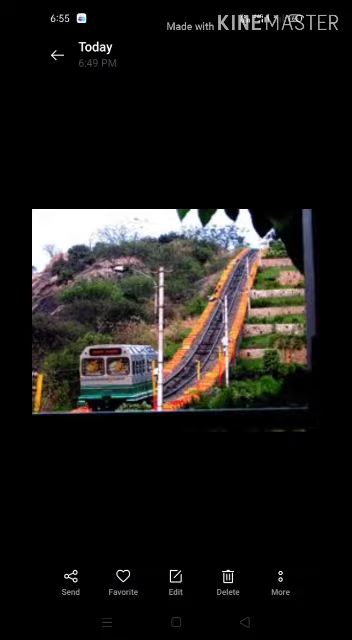 6:55
Made with KINEMASTER
Today
6:49 PM
Send Favorite Edit Delete More